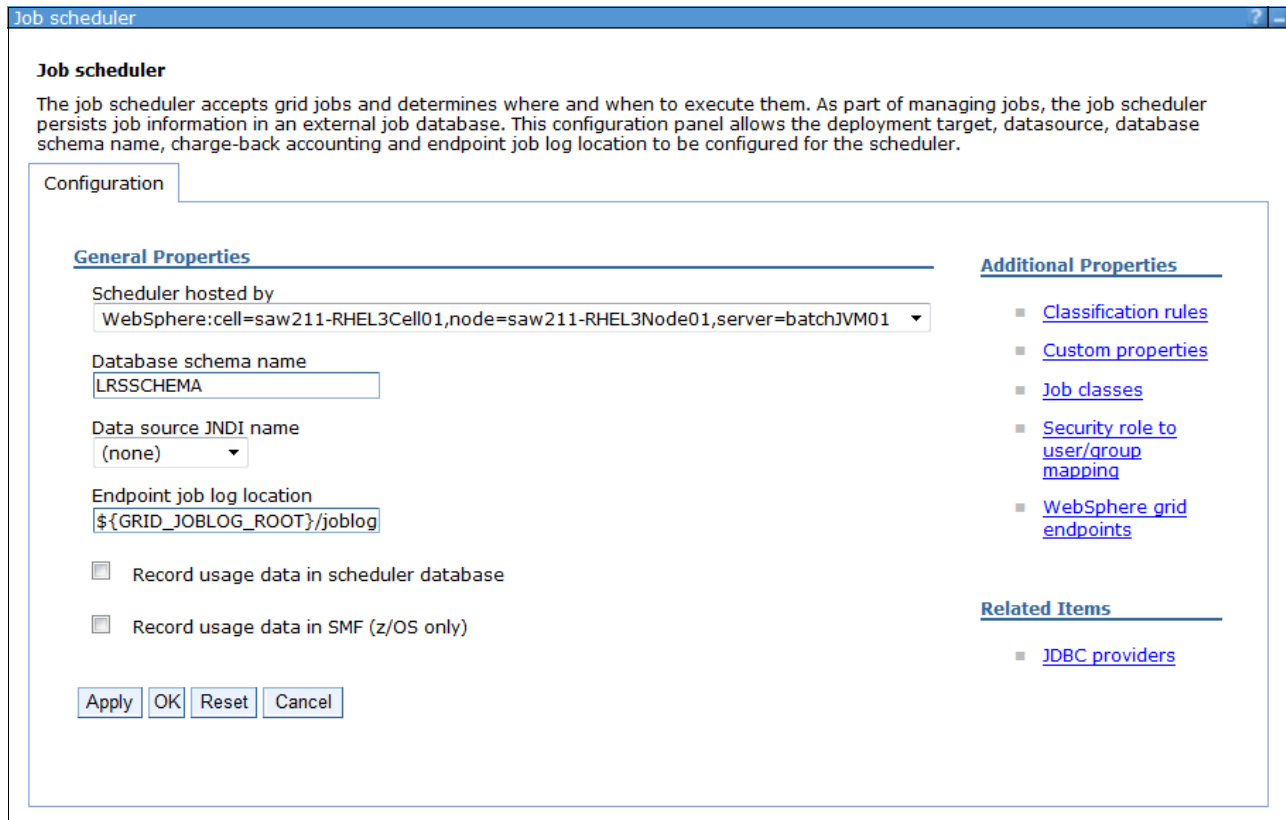 Job scheduler
?
Job scheduler
The job scheduler accepts grid jobs and determines where and when to execute them. As part of managing jobs, the job scheduler
persists job information in an external job database. This configuration panel allows the deployment target, datasource, database
schema name, charge-back accounting and endpoint job log location to be configured for the scheduler.
Configuration
General Properties
Scheduler hosted by
WebSphere:cell=saw211-RHEL3Cell01,node=saw211-RHEL3Node01,server=batchJVM01
Database schema name
LRSSCHEMA
Data source JNDI name
(none)
Endpoint job log location
${GRID_JOBLOG_ROOT}/joblog
Record usage data in scheduler database
Record usage data in SMF (z/OS only)
Apply OK Reset Cancel
Additional Properties
Classification rules
Custom properties
Job classes
Security role to
user/group
mapping
WebSphere grid
endpoints
Related Items
JDBC providers